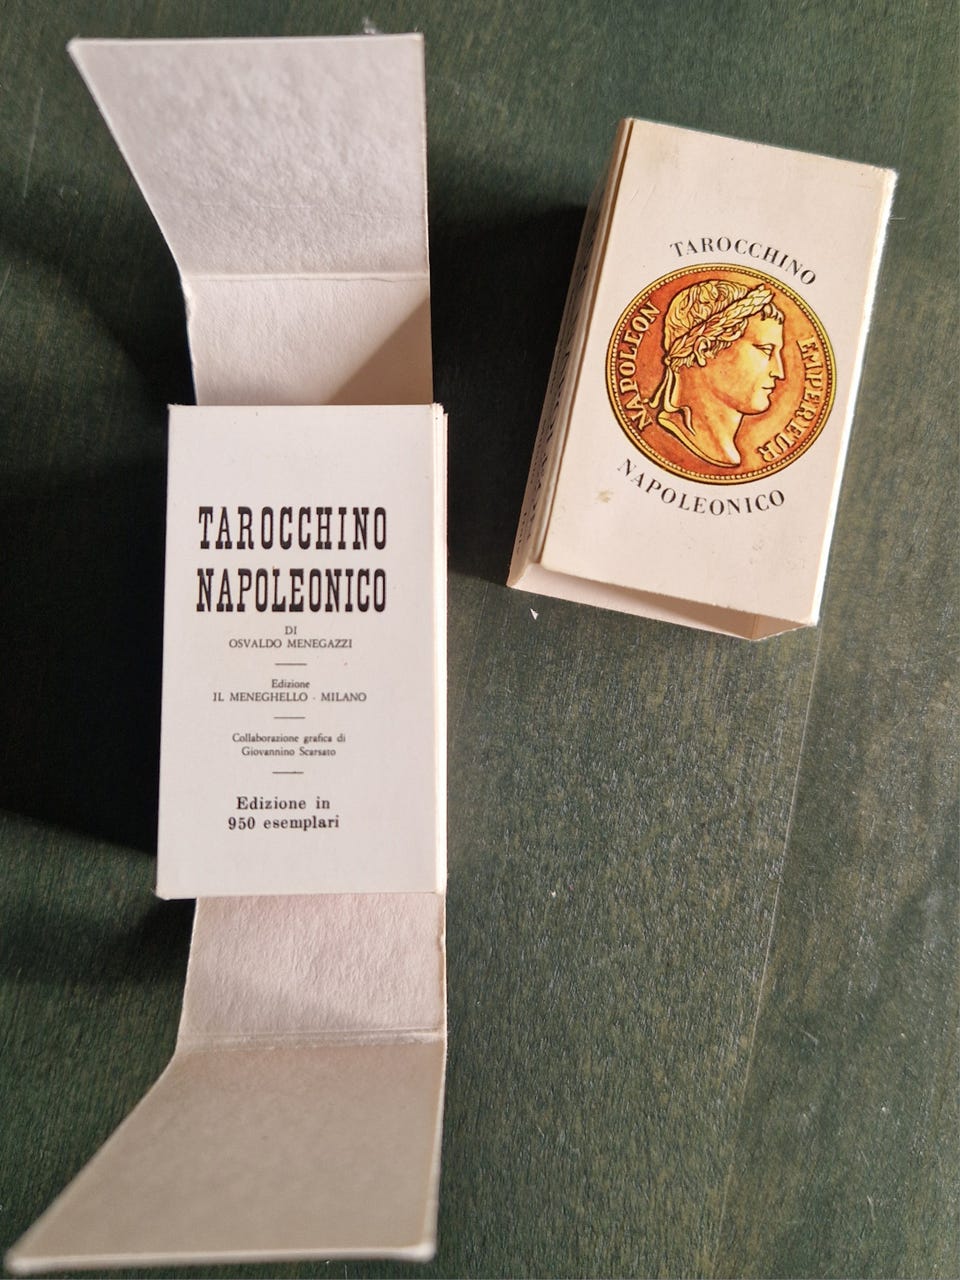 TAROCCHINO
NAPOLEONICO
DI
OSVALDO MENEGAZZI
Edizione
IL MENEGHELLO - MILANO
Collaborazione grafica di
Giovannino Scarsato
Edizione in
950 esemplari
TAROCCHINO
NAPOLEON EMPEREUR
NAPOLEONICO